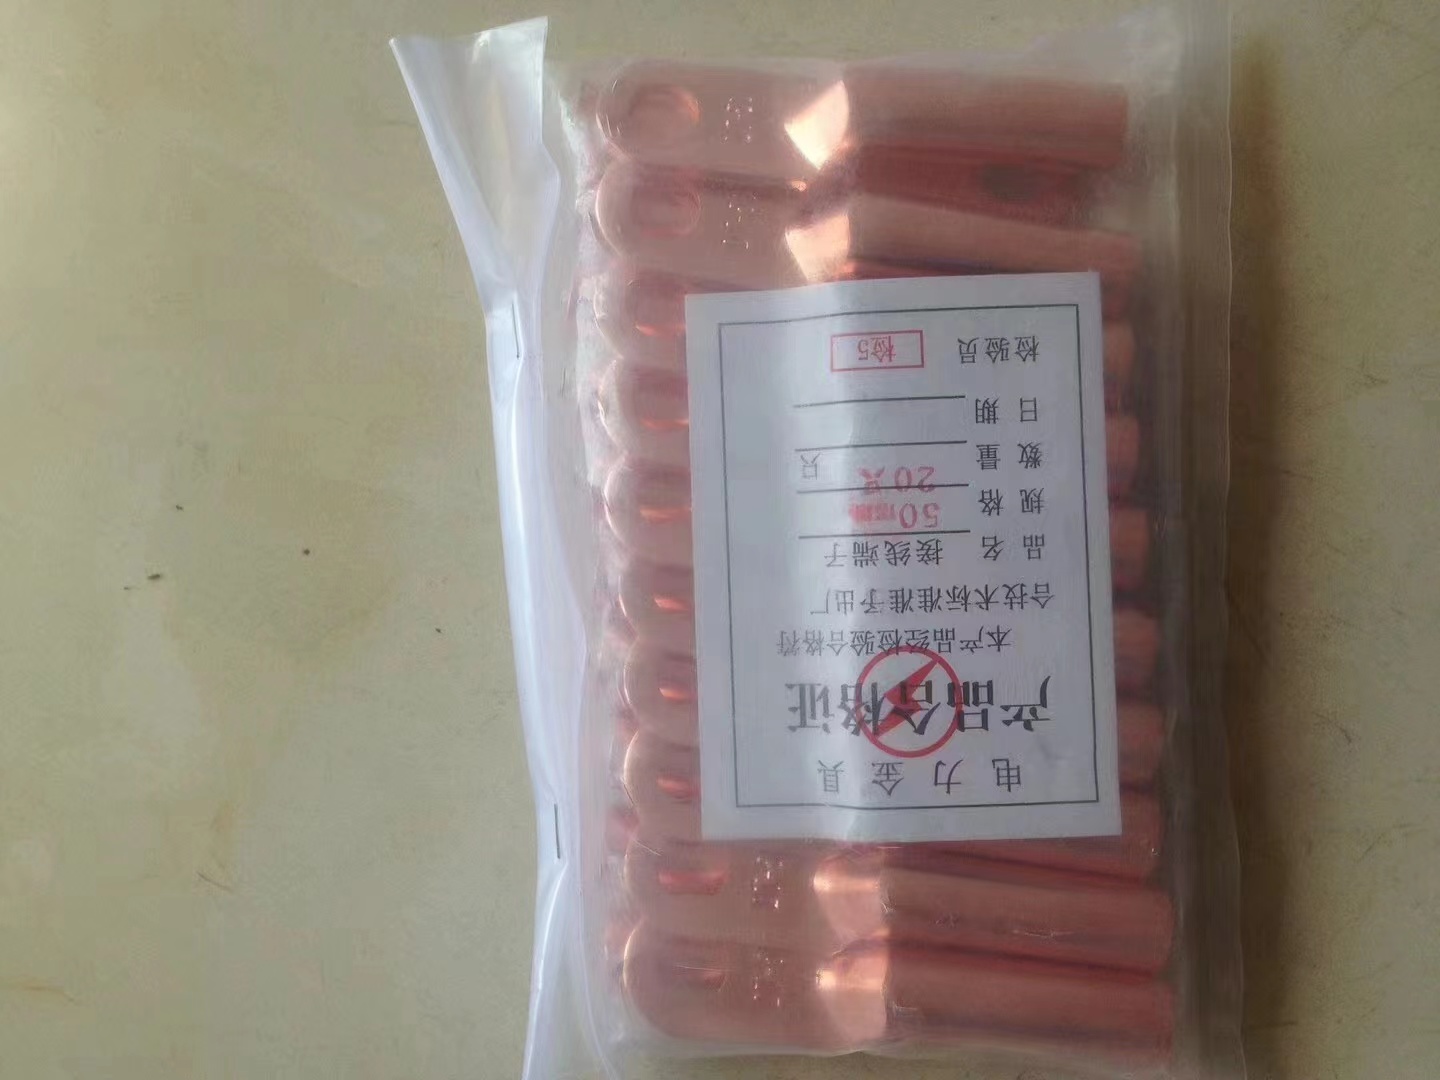 电力金具
产品合格证
本产品经检验合格符
合技术标准准予出厂
品名 接线端子
规格 50mm
数量 20只 只
日期
检验员 检5